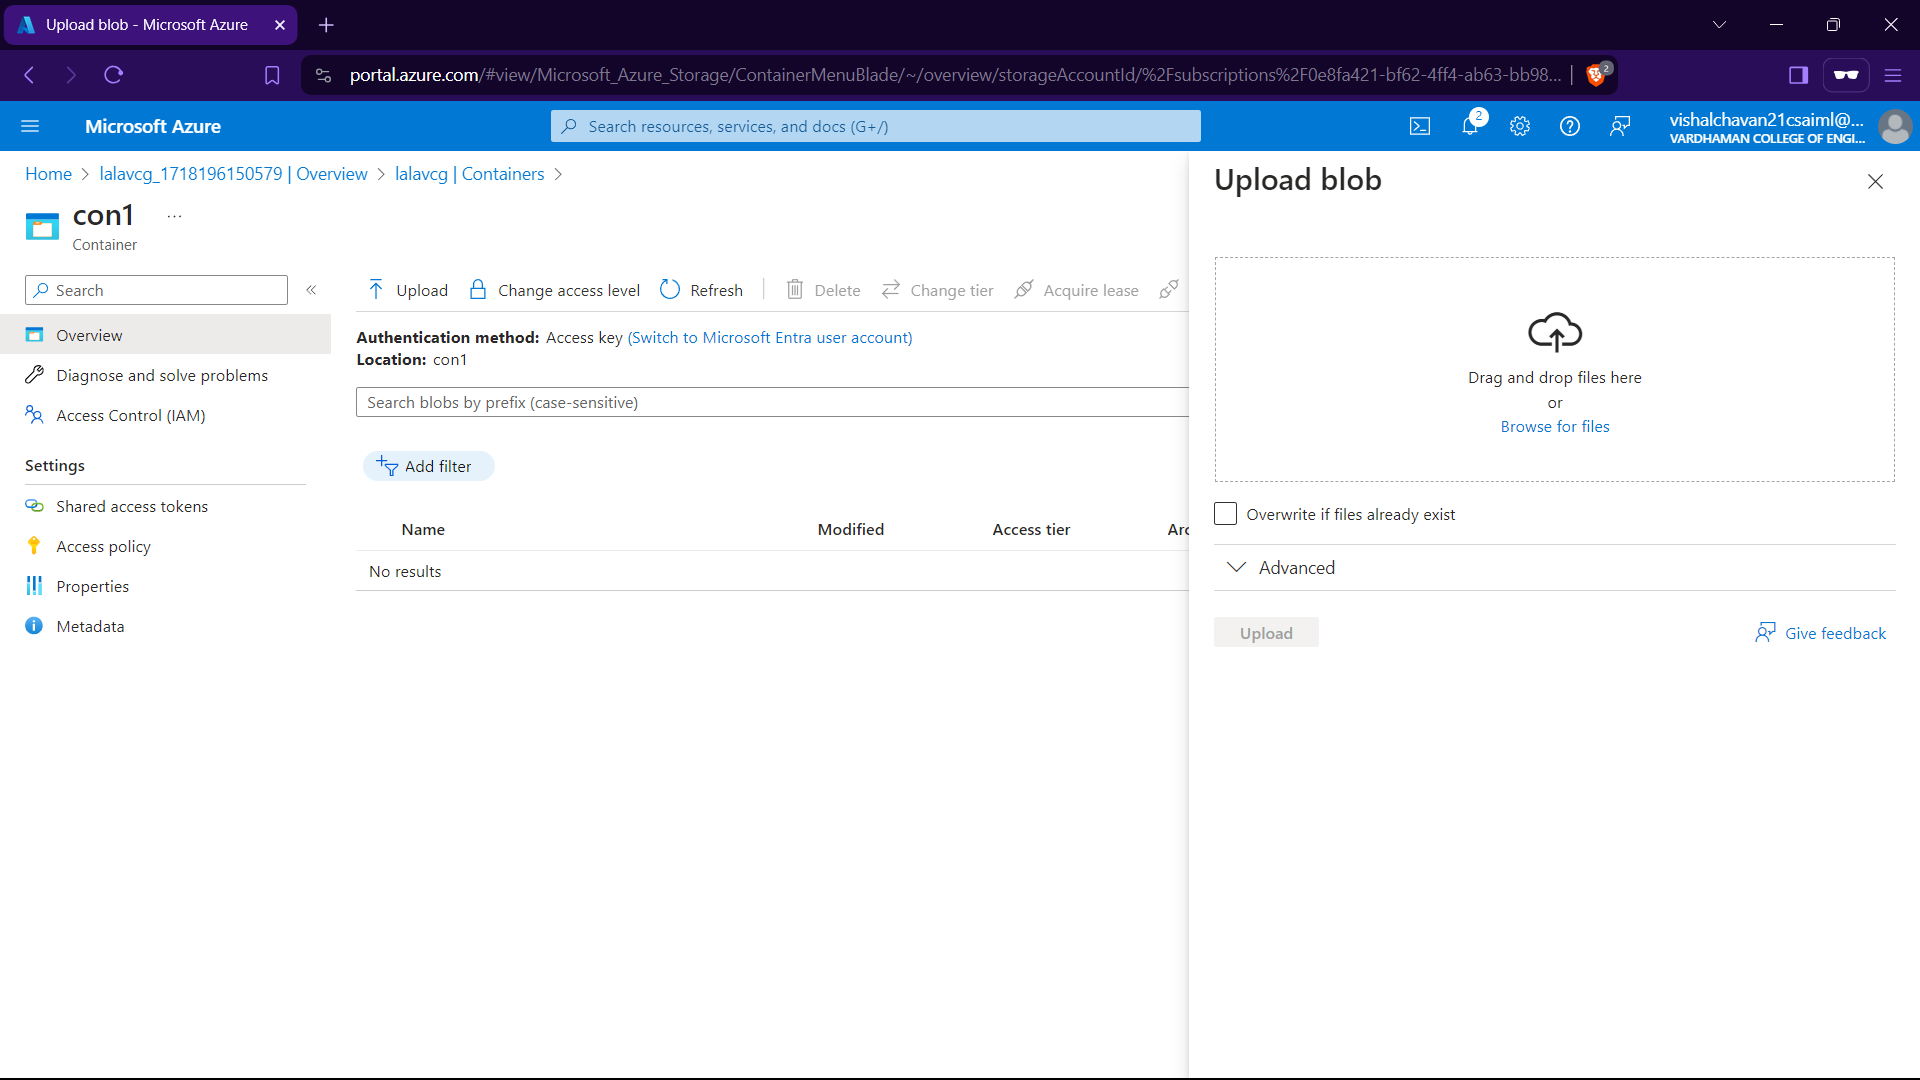 Upload blob - Microsoft Azure
portal.azure.com/#view/Microsoft_Azure_Storage/ContainerMenuBlade/~/overview/storageAccountId/%2Fsubscriptions%2F0e8fa421-bf62-4ff4-ab63-bb98...
2
Microsoft Azure
Search resources, services, and docs (G+/)
2
vishalchavan21csaiml@...
VARDHAMAN COLLEGE OF ENGI...
Home > lalavcg_1718196150579 | Overview > lalavcg | Containers >
con1 ...
Container
Search
Overview
Diagnose and solve problems
Access Control (IAM)
Settings
Shared access tokens
Access policy
Properties
Metadata
Upload Change access level Refresh Delete Change tier Acquire lease
Authentication method: Access key (Switch to Microsoft Entra user account)
Location: con1
Search blobs by prefix (case-sensitive)
Add filter
Name Modified Access tier Arc
No results
Upload blob
Drag and drop files here
or
Browse for files
Overwrite if files already exist
Advanced
Upload
Give feedback